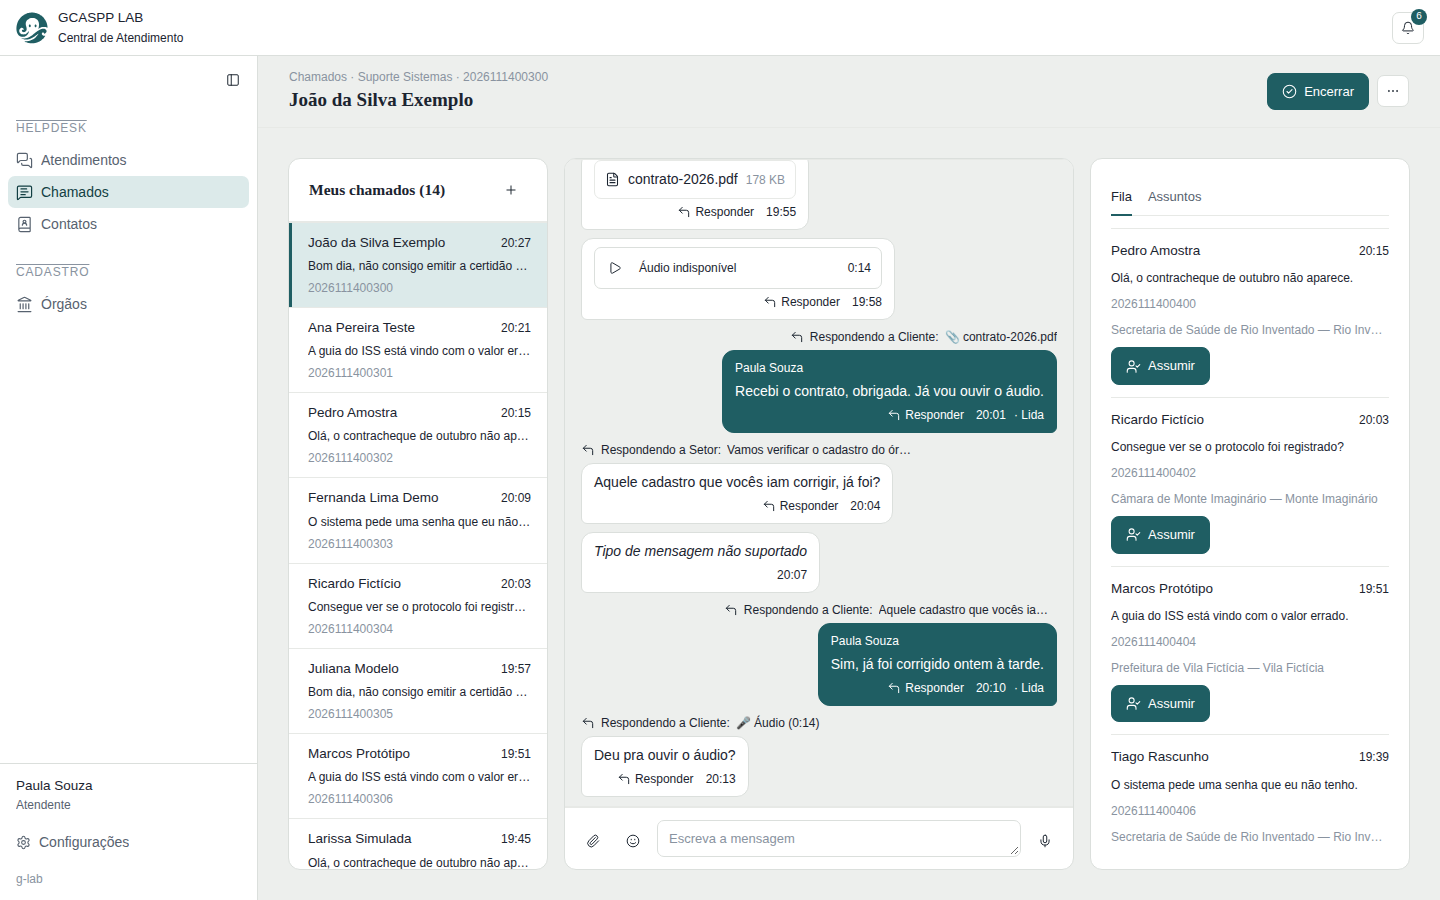 GCASPP LAB
Central de Atendimento
6
HELPDESK
Atendimentos
Chamados
Contatos
CADASTRO
Órgãos
Paula Souza
Atendente
Configurações
g-lab
Chamados · Suporte Sistemas · 2026111400300
João da Silva Exemplo
Encerrar
Meus chamados (14)
João da Silva Exemplo 20:27
Bom dia, não consigo emitir a certidão …
2026111400300
Ana Pereira Teste 20:21
A guia do ISS está vindo com o valor er…
2026111400301
Pedro Amostra 20:15
Olá, o contracheque de outubro não ap…
2026111400302
Fernanda Lima Demo 20:09
O sistema pede uma senha que eu não…
2026111400303
Ricardo Fictício 20:03
Consegue ver se o protocolo foi registr…
2026111400304
Juliana Modelo 19:57
Bom dia, não consigo emitir a certidão …
2026111400305
Marcos Protótipo 19:51
A guia do ISS está vindo com o valor er…
2026111400306
Larissa Simulada 19:45
Olá, o contracheque de outubro não ap…
contrato-2026.pdf 178 KB
Responder 19:55
Áudio indisponível 0:14
Responder 19:58
Respondendo a Cliente: 📎 contrato-2026.pdf
Paula Souza
Recebi o contrato, obrigada. Já vou ouvir o áudio.
Responder 20:01 · Lida
Respondendo a Setor: Vamos verificar o cadastro do ór…
Aquele cadastro que vocês iam corrigir, já foi?
Responder 20:04
Tipo de mensagem não suportado
20:07
Respondendo a Cliente: Aquele cadastro que vocês ia…
Paula Souza
Sim, já foi corrigido ontem à tarde.
Responder 20:10 · Lida
Respondendo a Cliente: 🎤 Áudio (0:14)
Deu pra ouvir o áudio?
Responder 20:13
Escreva a mensagem
Fila Assuntos
Pedro Amostra 20:15
Olá, o contracheque de outubro não aparece.
2026111400400
Secretaria de Saúde de Rio Inventado — Rio Inv…
Assumir
Ricardo Fictício 20:03
Consegue ver se o protocolo foi registrado?
2026111400402
Câmara de Monte Imaginário — Monte Imaginário
Assumir
Marcos Protótipo 19:51
A guia do ISS está vindo com o valor errado.
2026111400404
Prefeitura de Vila Fictícia — Vila Fictícia
Assumir
Tiago Rascunho 19:39
O sistema pede uma senha que eu não tenho.
2026111400406
Secretaria de Saúde de Rio Inventado — Rio Inv…